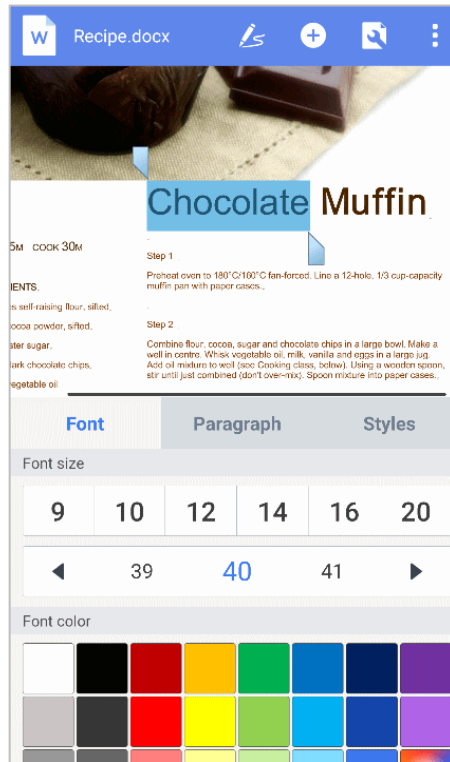 W Recipe.docx
Chocolate Muffin
5M COOK 30M
Step 1
Preheat oven to 180°C/160°C fan-forced. Line a 12-hole, 1/3 cup-capacity
muffin pan with paper cases.
IENTS.
s self-raising flour, sifted.
ocoa powder, sifted.
ter sugar.
ark chocolate chips,
egetable oil
Step 2
Combine flour, cocoa, sugar and chocolate chips in a large bowl. Make a
well in centre. Whisk vegetable oil, milk, vanilla and eggs in a large jug.
Add oil mixture to well (see Cooking class, below). Using a wooden spoon,
stir until just combined (don't over-mix). Spoon mixture into paper cases.
Font Paragraph Styles
Font size
9 10 12 14 16 20
39 40 41
Font color